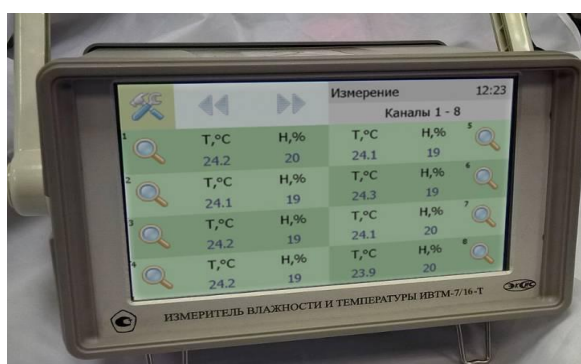 Измерение 12:23
Каналы 1 - 8
1 T,°C H,% T,°C H,% 5
24.2 20 24.1 19
2 T,°C H,% T,°C H,% 6
24.1 19 24.3 19
3 T,°C H,% T,°C H,% 7
24.2 19 24.1 20
4 T,°C H,% T,°C H,% 8
24.2 19 23.9 20
ИЗМЕРИТЕЛЬ ВЛАЖНОСТИ И ТЕМПЕРАТУРЫ ИВТМ-7/16-Т
ЭКСИС